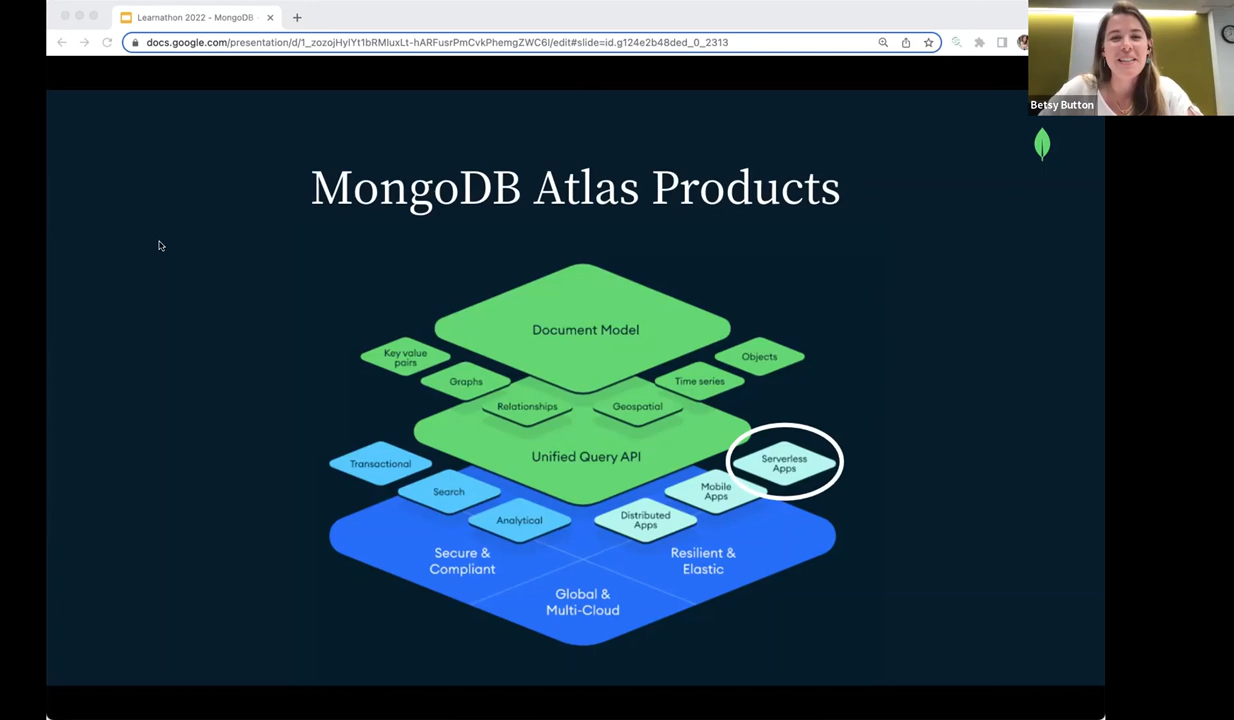 Learnathon 2022 - MongoDB
docs.google.com/presentation/d/1_zozojHylYt1bRMluxLt-hARFusrPmCvkPhemgZWC6I/edit#slide=id.g124e2b48ded_0_2313
Betsy Button
MongoDB Atlas Products
Document Model
Key value
pairs
Objects
Graphs
Time series
Relationships
Geospatial
Unified Query API
Transactional
Serverless
Apps
Search
Mobile
Apps
Analytical
Distributed
Apps
Secure &
Compliant
Resilient &
Elastic
Global &
Multi-Cloud